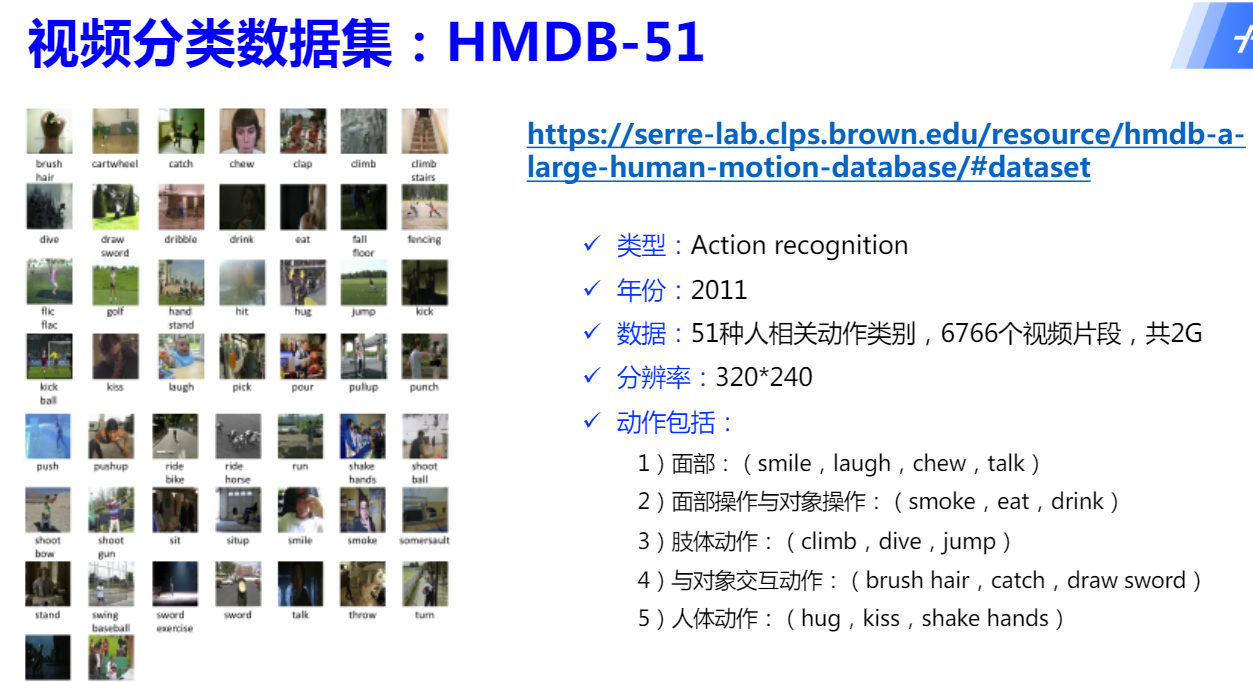 视频分类数据集：HMDB-51
brush hair
cartwheel
catch
chew
clap
climb
climb stairs
dive
draw sword
dribble
drink
eat
fall floor
fencing
flic flac
golf
hand stand
hit
hug
jump
kick
kick ball
kiss
laugh
pick
pour
pullup
punch
push
pushup
ride bike
ride horse
run
shake hands
shoot ball
shoot bow
shoot gun
sit
situp
smile
smoke
somersault
stand
swing baseball
sword exercise
sword
talk
throw
turn
https://serre-lab.clps.brown.edu/resource/hmdb-a-
large-human-motion-database/#dataset
✓ 类型：Action recognition
✓ 年份：2011
✓ 数据：51种人相关动作类别，6766个视频片段，共2G
✓ 分辨率：320*240
✓ 动作包括：
1）面部：（smile，laugh，chew，talk）
2）面部操作与对象操作：（smoke，eat，drink）
3）肢体动作：（climb，dive，jump）
4）与对象交互动作：（brush hair，catch，draw sword）
5）人体动作：（hug，kiss，shake hands）